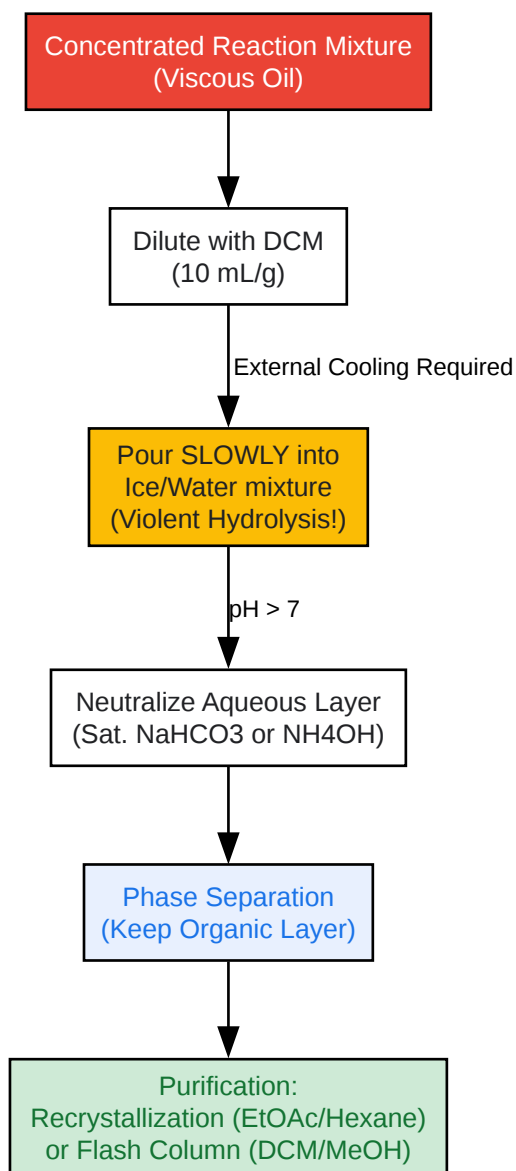 Concentrated Reaction Mixture
(Viscous Oil)
Dilute with DCM
(10 mL/g)
External Cooling Required
Pour SLOWLY into
Ice/Water mixture
(Violent Hydrolysis!)
pH > 7
Neutralize Aqueous Layer
(Sat. NaHCO3 or NH4OH)
Phase Separation
(Keep Organic Layer)
Purification:
Recrystallization (EtOAc/Hexane)
or Flash Column (DCM/MeOH)